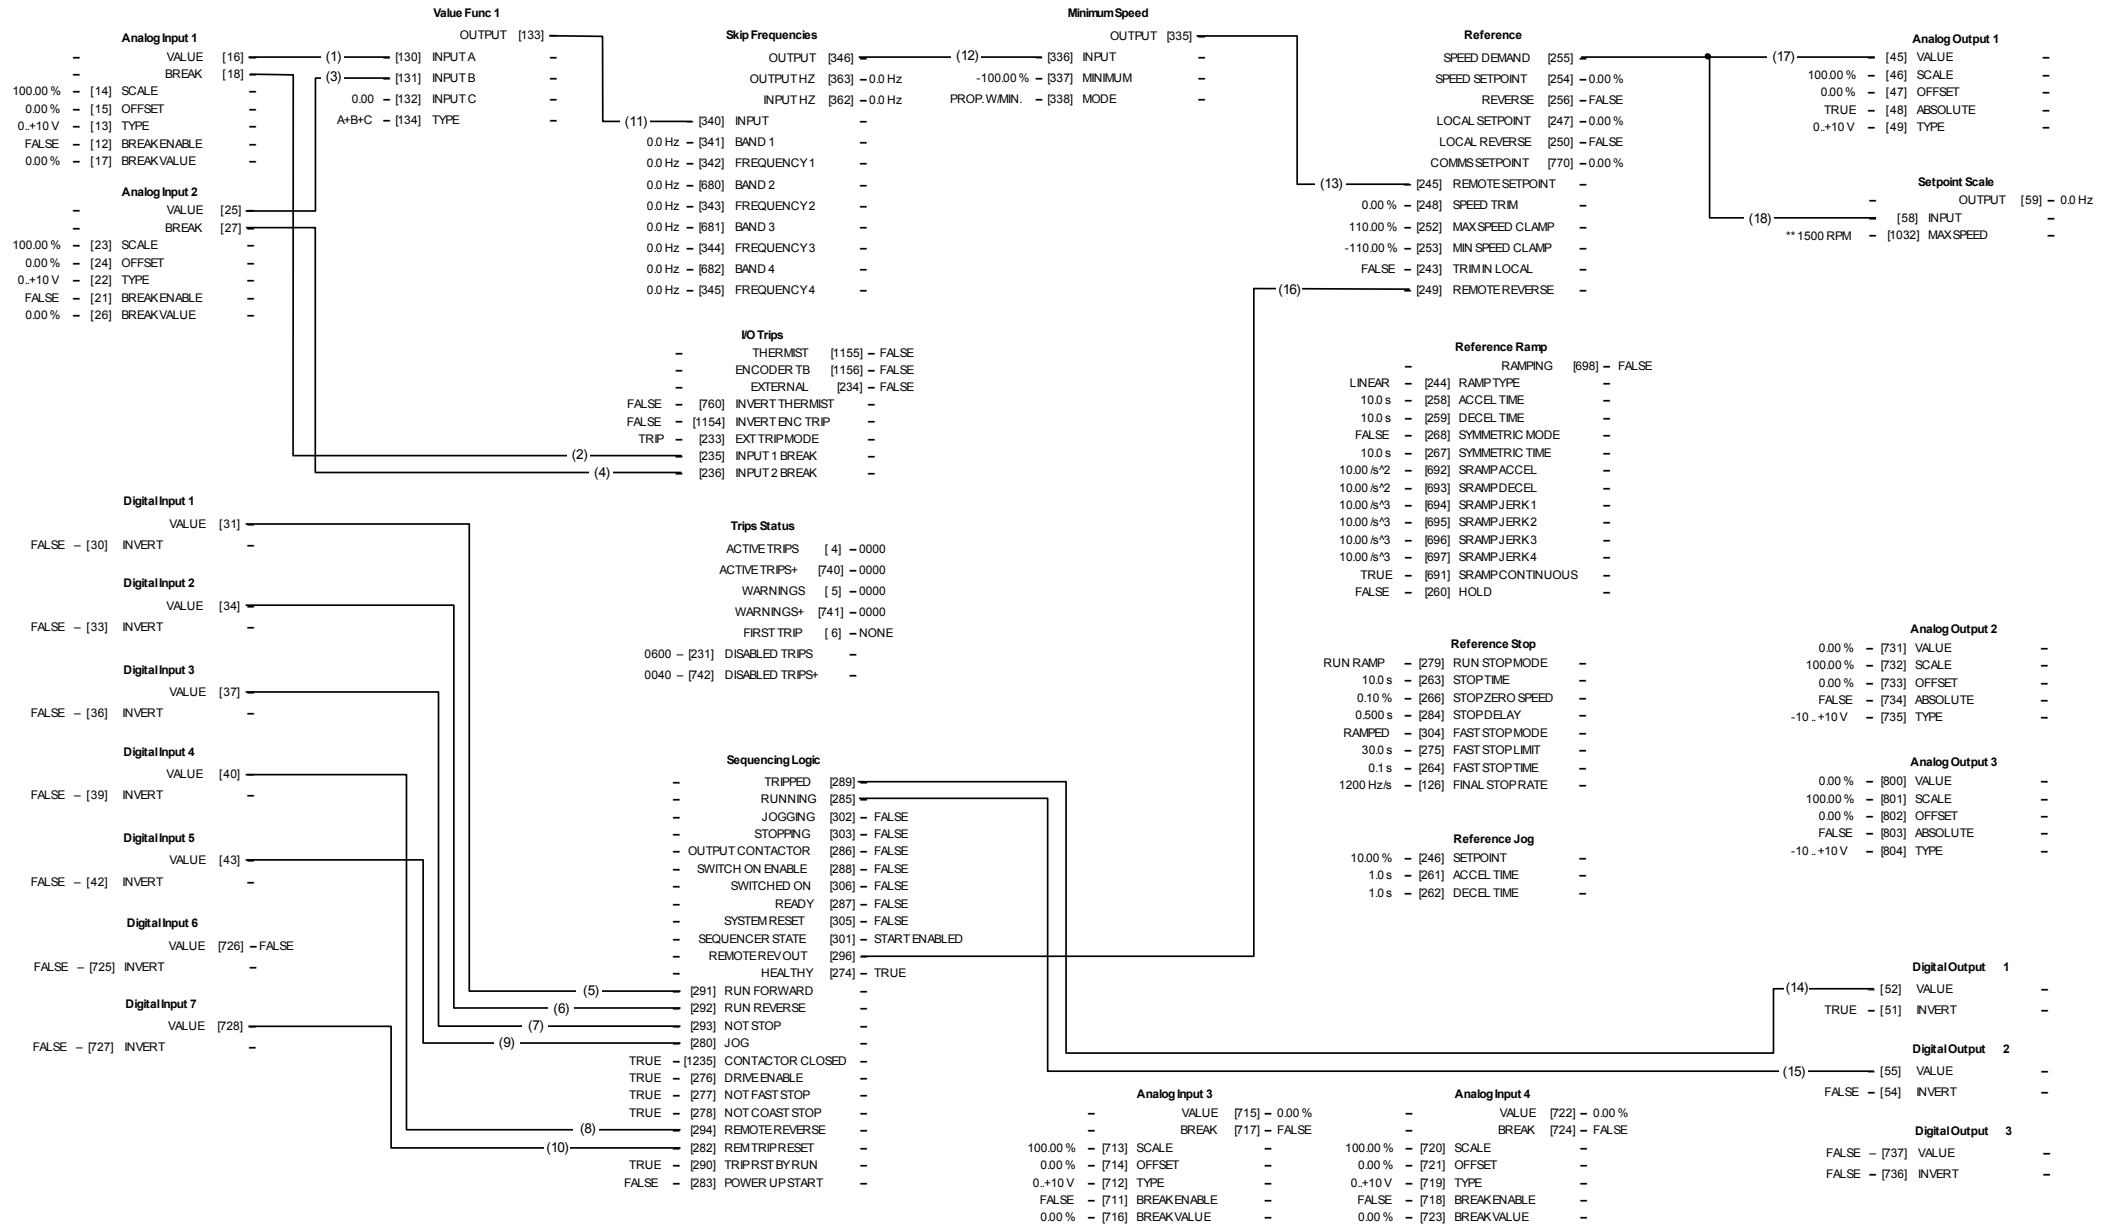 Analog Input 1
VALUE [16]
BREAK [18]
100.00 % – [14] SCALE
0.00 % – [15] OFFSET
0..+10 V – [13] TYPE
FALSE – [12] BREAK ENABLE
0.00 % – [17] BREAK VALUE
Analog Input 2
VALUE [25]
BREAK [27]
100.00 % – [23] SCALE
0.00 % – [24] OFFSET
0..+10 V – [22] TYPE
FALSE – [21] BREAK ENABLE
0.00 % – [26] BREAK VALUE
(1)
(3)
Value Func 1
OUTPUT [133]
[130] INPUT A
[131] INPUT B
0.00 – [132] INPUT C
A+B+C – [134] TYPE
(11)
Skip Frequencies
OUTPUT [346]
OUTPUT HZ [363] – 0.0 Hz
INPUT HZ [362] – 0.0 Hz
[340] INPUT
0.0 Hz – [341] BAND 1
0.0 Hz – [342] FREQUENCY 1
0.0 Hz – [680] BAND 2
0.0 Hz – [343] FREQUENCY 2
0.0 Hz – [681] BAND 3
0.0 Hz – [344] FREQUENCY 3
0.0 Hz – [682] BAND 4
0.0 Hz – [345] FREQUENCY 4
(12)
Minimum Speed
OUTPUT [335]
[336] INPUT
-100.00 % – [337] MINIMUM
PROP. W/MIN. – [338] MODE
(13)
(16)
Reference
SPEED DEMAND [255]
SPEED SETPOINT [254] – 0.00 %
REVERSE [256] – FALSE
LOCAL SETPOINT [247] – 0.00 %
LOCAL REVERSE [250] – FALSE
COMMS SETPOINT [770] – 0.00 %
[245] REMOTE SETPOINT
0.00 % – [248] SPEED TRIM
110.00 % – [252] MAX SPEED CLAMP
-110.00 % – [253] MIN SPEED CLAMP
FALSE – [243] TRIM IN LOCAL
[249] REMOTE REVERSE
(17)
(18)
Analog Output 1
[45] VALUE
100.00 % – [46] SCALE
0.00 % – [47] OFFSET
TRUE – [48] ABSOLUTE
0..+10 V – [49] TYPE
Setpoint Scale
OUTPUT [59] – 0.0 Hz
[58] INPUT
** 1500 RPM – [1032] MAX SPEED
I/O Trips
THERMIST [1155] – FALSE
ENCODER TB [1156] – FALSE
EXTERNAL [234] – FALSE
FALSE – [760] INVERT THERMIST
FALSE – [1154] INVERT ENC TRIP
TRIP – [233] EXT TRIP MODE
(2) [235] INPUT 1 BREAK
(4) [236] INPUT 2 BREAK
Reference Ramp
RAMPING [698] – FALSE
LINEAR – [244] RAMP TYPE
10.0 s – [258] ACCEL TIME
10.0 s – [259] DECEL TIME
FALSE – [268] SYMMETRIC MODE
10.0 s – [267] SYMMETRIC TIME
10.00 /s^2 – [692] SRAMP ACCEL
10.00 /s^2 – [693] SRAMP DECEL
10.00 /s^3 – [694] SRAMP JERK 1
10.00 /s^3 – [695] SRAMP JERK 2
10.00 /s^3 – [696] SRAMP JERK 3
10.00 /s^3 – [697] SRAMP JERK 4
TRUE – [691] SRAMP CONTINUOUS
FALSE – [260] HOLD
Digital Input 1
VALUE [31]
FALSE – [30] INVERT
Digital Input 2
VALUE [34]
FALSE – [33] INVERT
Digital Input 3
VALUE [37]
FALSE – [36] INVERT
Digital Input 4
VALUE [40]
FALSE – [39] INVERT
Digital Input 5
VALUE [43]
FALSE – [42] INVERT
Digital Input 6
VALUE [726] – FALSE
FALSE – [725] INVERT
Digital Input 7
VALUE [728]
FALSE – [727] INVERT
Trips Status
ACTIVE TRIPS [ 4] – 0000
ACTIVE TRIPS+ [740] – 0000
WARNINGS [ 5] – 0000
WARNINGS+ [741] – 0000
FIRST TRIP [ 6] – NONE
0600 – [231] DISABLED TRIPS
0040 – [742] DISABLED TRIPS+
Sequencing Logic
TRIPPED [289]
RUNNING [285]
JOGGING [302] – FALSE
STOPPING [303] – FALSE
OUTPUT CONTACTOR [286] – FALSE
SWITCH ON ENABLE [288] – FALSE
SWITCHED ON [306] – FALSE
READY [287] – FALSE
SYSTEM RESET [305] – FALSE
SEQUENCER STATE [301] – START ENABLED
REMOTE REV OUT [296]
HEALTHY [274] – TRUE
(5) [291] RUN FORWARD
(6) [292] RUN REVERSE
(7) [293] NOT STOP
(9) [280] JOG
TRUE – [1235] CONTACTOR CLOSED
TRUE – [276] DRIVE ENABLE
TRUE – [277] NOT FAST STOP
TRUE – [278] NOT COAST STOP
(8) [294] REMOTE REVERSE
(10) [282] REM TRIP RESET
TRUE – [290] TRIP RST BY RUN
FALSE – [283] POWER UP START
Reference Stop
RUN RAMP – [279] RUN STOP MODE
10.0 s – [263] STOP TIME
0.10 % – [266] STOP ZERO SPEED
0.500 s – [284] STOP DELAY
RAMPED – [304] FAST STOP MODE
30.0 s – [275] FAST STOP LIMIT
0.1 s – [264] FAST STOP TIME
1200 Hz/s – [126] FINAL STOP RATE
Reference Jog
10.00 % – [246] SETPOINT
1.0 s – [261] ACCEL TIME
1.0 s – [262] DECEL TIME
Analog Output 2
0.00 % – [731] VALUE
100.00 % – [732] SCALE
0.00 % – [733] OFFSET
FALSE – [734] ABSOLUTE
-10 .. +10 V – [735] TYPE
Analog Output 3
0.00 % – [800] VALUE
100.00 % – [801] SCALE
0.00 % – [802] OFFSET
FALSE – [803] ABSOLUTE
-10 .. +10 V – [804] TYPE
Digital Output 1
(14) [52] VALUE
TRUE – [51] INVERT
Digital Output 2
(15) [55] VALUE
FALSE – [54] INVERT
Digital Output 3
FALSE – [737] VALUE
FALSE – [736] INVERT
Analog Input 3
VALUE [715] – 0.00 %
BREAK [717] – FALSE
100.00 % – [713] SCALE
0.00 % – [714] OFFSET
0..+10 V – [712] TYPE
FALSE – [711] BREAK ENABLE
0.00 % – [716] BREAK VALUE
Analog Input 4
VALUE [722] – 0.00 %
BREAK [724] – FALSE
100.00 % – [720] SCALE
0.00 % – [721] OFFSET
0..+10 V – [719] TYPE
FALSE – [718] BREAK ENABLE
0.00 % – [723] BREAK VALUE